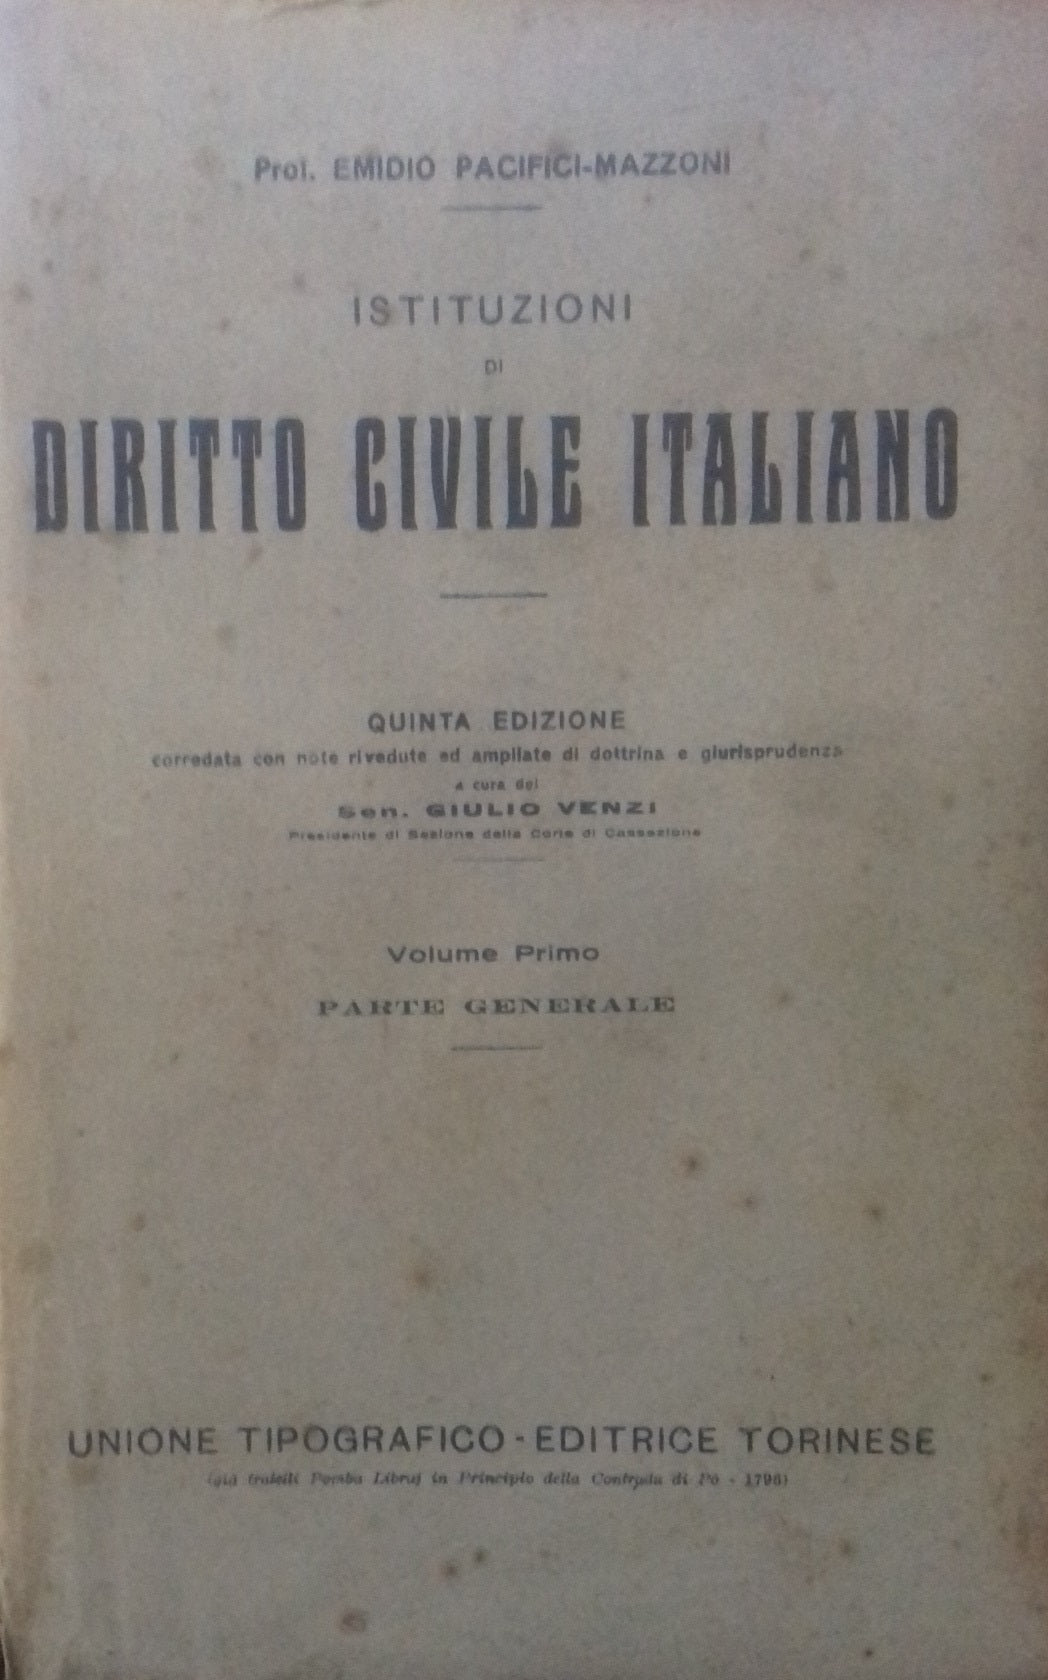 Prof. EMIDIO PACIFICI-MAZZONI
ISTITUZIONI
DI
DIRITTO CIVILE ITALIANO
QUINTA EDIZIONE
corredata con note rivedute ed ampliate di dottrina e giurisprudenza
a cura del
Sen. GIULIO VENZI
Presidente di Sezione della Corte di Cassazione
Volume Primo
PARTE GENERALE
UNIONE TIPOGRAFICO-EDITRICE TORINESE
(già fratelli Pomba Libraj in Principio della Contrada di Po - 1796)